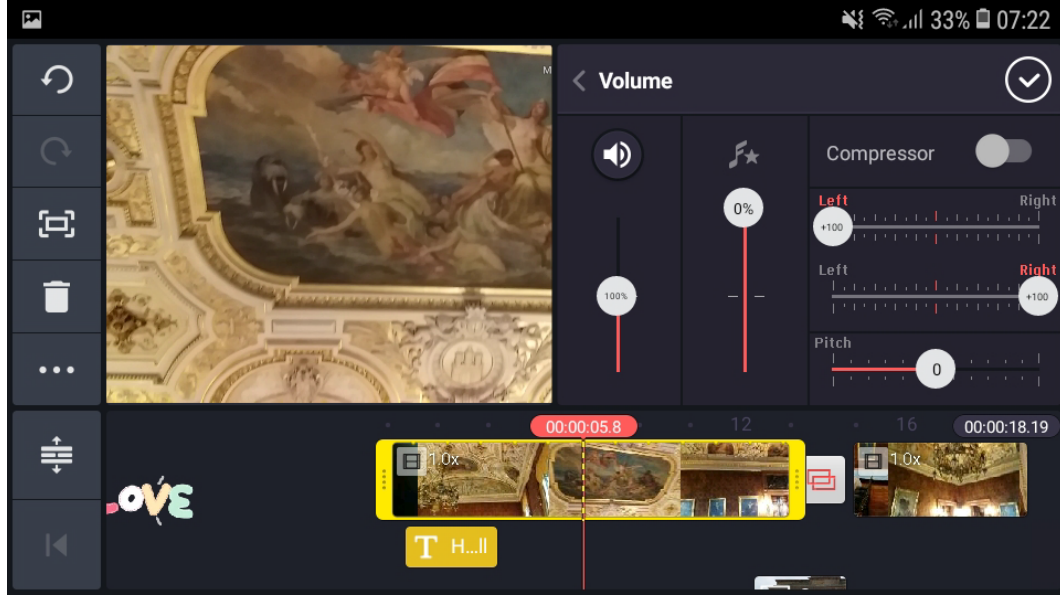 33% 07:22
M
Volume
Compressor
0%
Left Right
+100
Left Right
100%
+100
Pitch
0
00:00:05.8 12 16 00:00:18.19
1.0x 1.0x
OVE
T H...ll